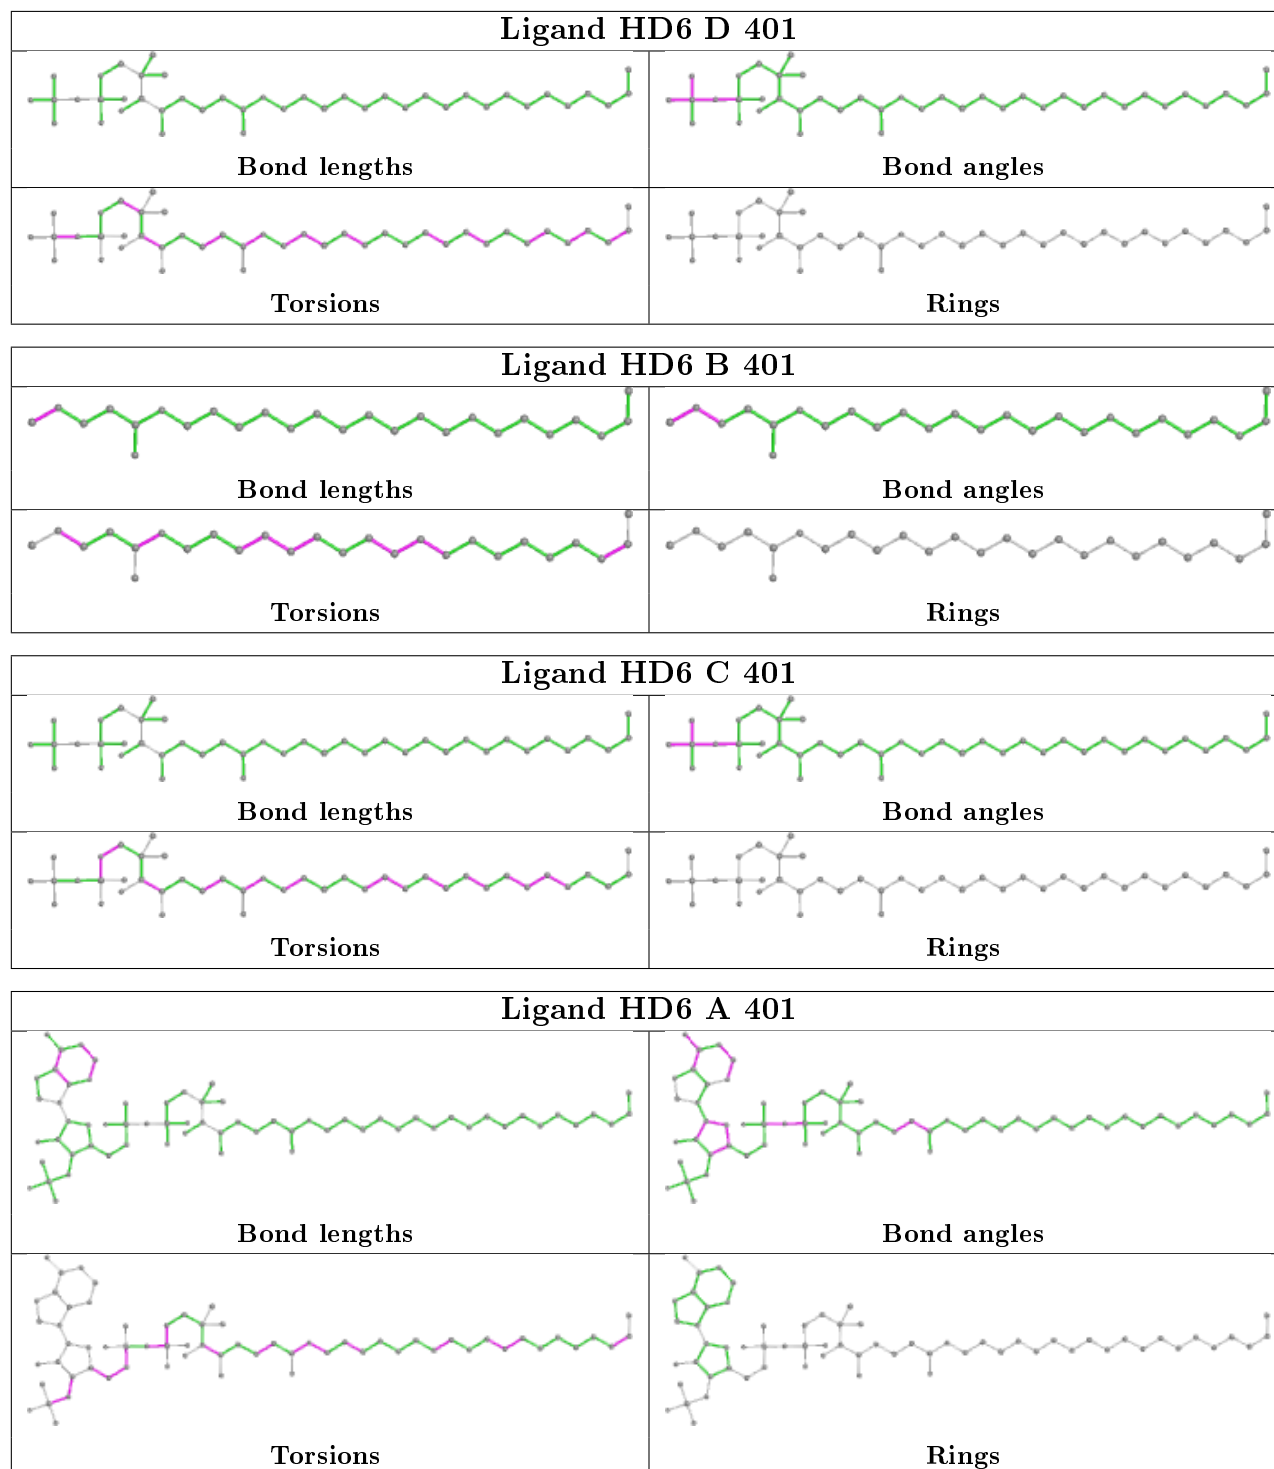 Ligand HD6 D 401
Bond lengths
Bond angles
Torsions
Rings
Ligand HD6 B 401
Bond lengths
Bond angles
Torsions
Rings
Ligand HD6 C 401
Bond lengths
Bond angles
Torsions
Rings
Ligand HD6 A 401
Bond lengths
Bond angles
Torsions
Rings